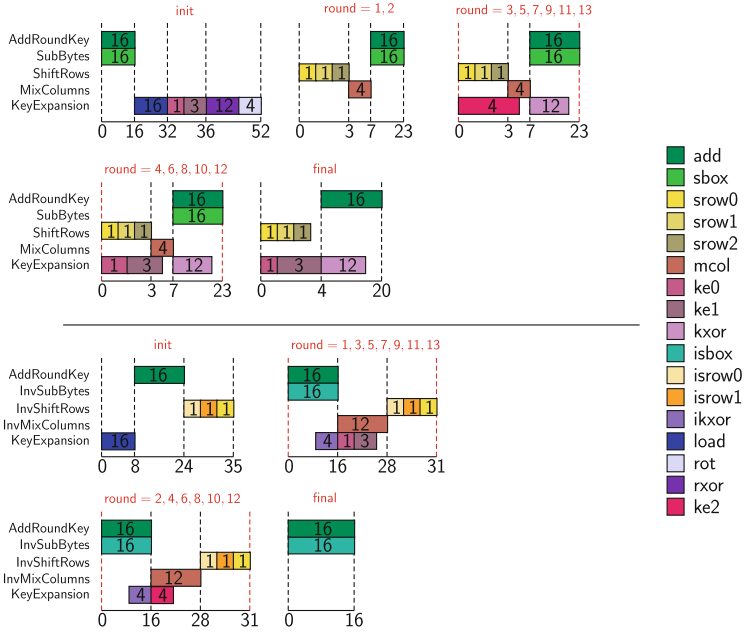 init
round = 1, 2
round = 3, 5, 7, 9, 11, 13
AddRoundKey 16 16 16
SubBytes 16 16 16
ShiftRows 1 1 1 1 1 1
MixColumns 4 4
KeyExpansion 16 1 3 12 4 4 12
0 16 32 36 52 0 3 7 23 0 3 7 23
round = 4, 6, 8, 10, 12
final
AddRoundKey 16 16
SubBytes 16
ShiftRows 1 1 1 1 1 1
MixColumns 4
KeyExpansion 1 3 12 1 3 12
0 3 7 23 0 4 20
init
round = 1, 3, 5, 7, 9, 11, 13
AddRoundKey 16 16
InvSubBytes 16
InvShiftRows 1 1 1 1 1 1
InvMixColumns 12
KeyExpansion 16 4 1 3
0 8 24 35 0 16 28 31
round = 2, 4, 6, 8, 10, 12
final
AddRoundKey 16 16
InvSubBytes 16 16
InvShiftRows 1 1 1
InvMixColumns 12
KeyExpansion 4 4
0 16 28 31 0 16
add
sbox
srow0
srow1
srow2
mcol
ke0
ke1
kxor
isbox
isrow0
isrow1
ikxor
load
rot
rxor
ke2